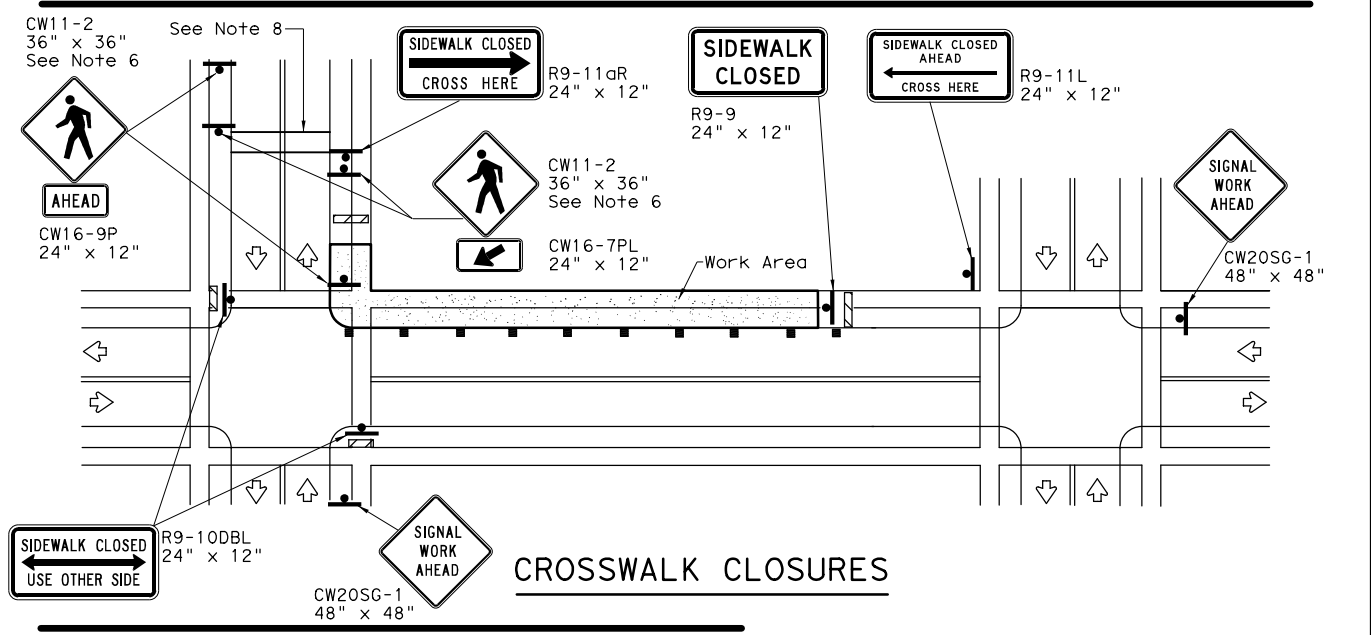 CW11-2
36" x 36"
See Note 6
See Note 8
SIDEWALK CLOSED
CROSS HERE
R9-11aR
24" x 12"
SIDEWALK
CLOSED
R9-9
24" x 12"
SIDEWALK CLOSED
AHEAD
CROSS HERE
R9-11L
24" x 12"
AHEAD
CW16-9P
24" x 12"
CW11-2
36" x 36"
See Note 6
CW16-7PL
24" x 12"
SIGNAL
WORK
AHEAD
CW20SG-1
48" x 48"
Work Area
SIDEWALK CLOSED
USE OTHER SIDE
R9-10DBL
24" x 12"
SIGNAL
WORK
AHEAD
CW20SG-1
48" x 48"
CROSSWALK CLOSURES